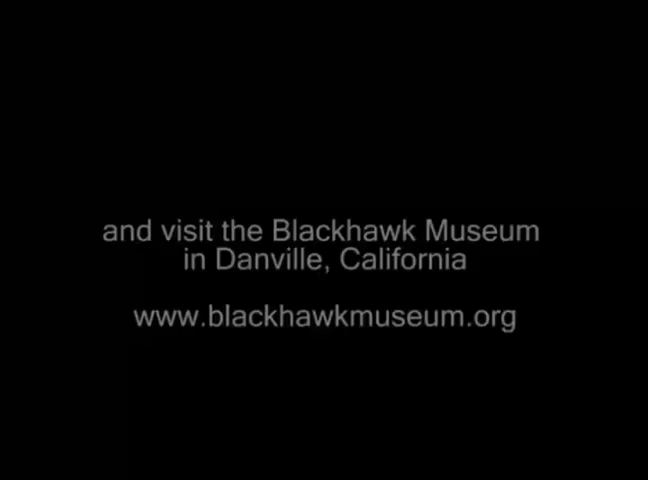 and visit the Blackhawk Museum
in Danville, California
www.blackhawkmuseum.org